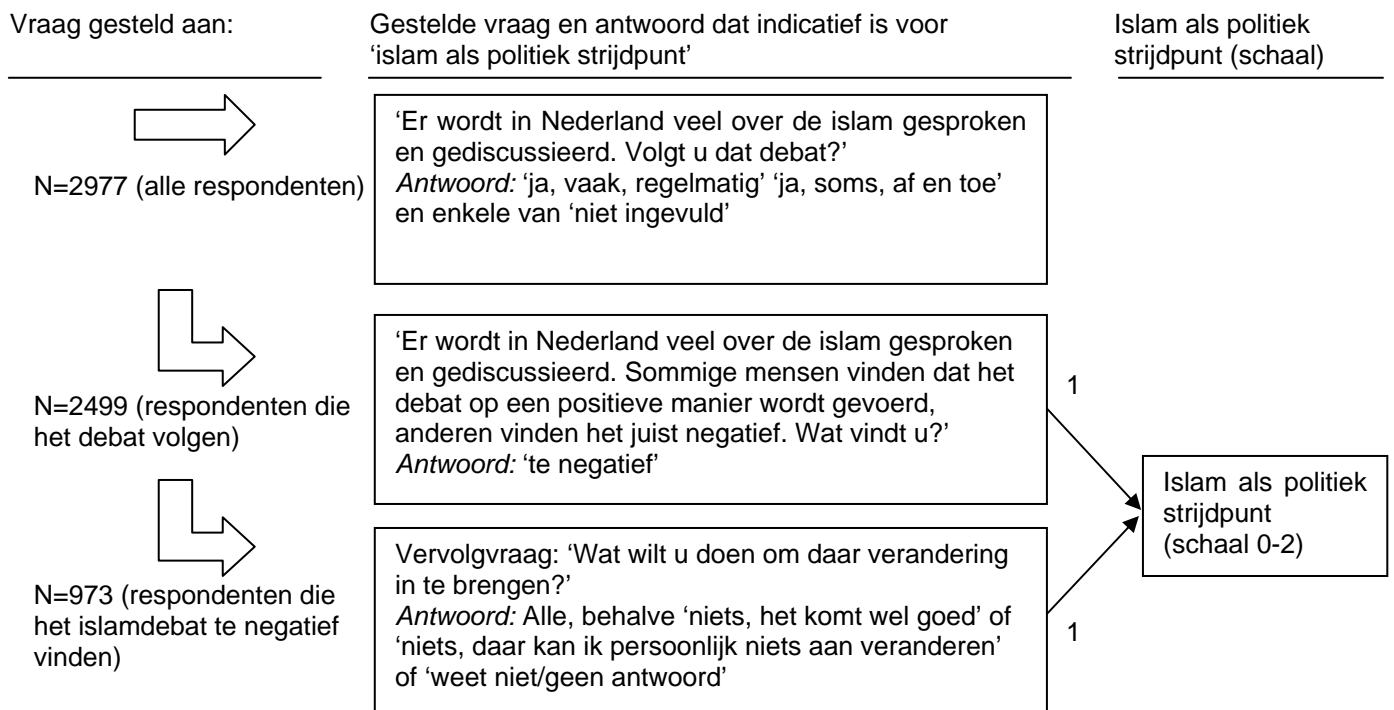 Vraag gesteld aan:
Gestelde vraag en antwoord dat indicatief is voor
‘islam als politiek strijdpunt’
Islam als politiek
strijdpunt (schaal)
N=2977 (alle respondenten)
‘Er wordt in Nederland veel over de islam gesproken
en gediscussieerd. Volgt u dat debat?’
Antwoord: ‘ja, vaak, regelmatig’ ‘ja, soms, af en toe’
en enkele van ‘niet ingevuld’
N=2499 (respondenten die
het debat volgen)
‘Er wordt in Nederland veel over de islam gesproken
en gediscussieerd. Sommige mensen vinden dat het
debat op een positieve manier wordt gevoerd,
anderen vinden het juist negatief. Wat vindt u?’
Antwoord: ‘te negatief’
1
N=973 (respondenten die
het islamdebat te negatief
vinden)
Vervolgvraag: ‘Wat wilt u doen om daar verandering
in te brengen?’
Antwoord: Alle, behalve ‘niets, het komt wel goed’ of
‘niets, daar kan ik persoonlijk niets aan veranderen’
of ‘weet niet/geen antwoord’
1
Islam als politiek
strijdpunt
(schaal 0-2)